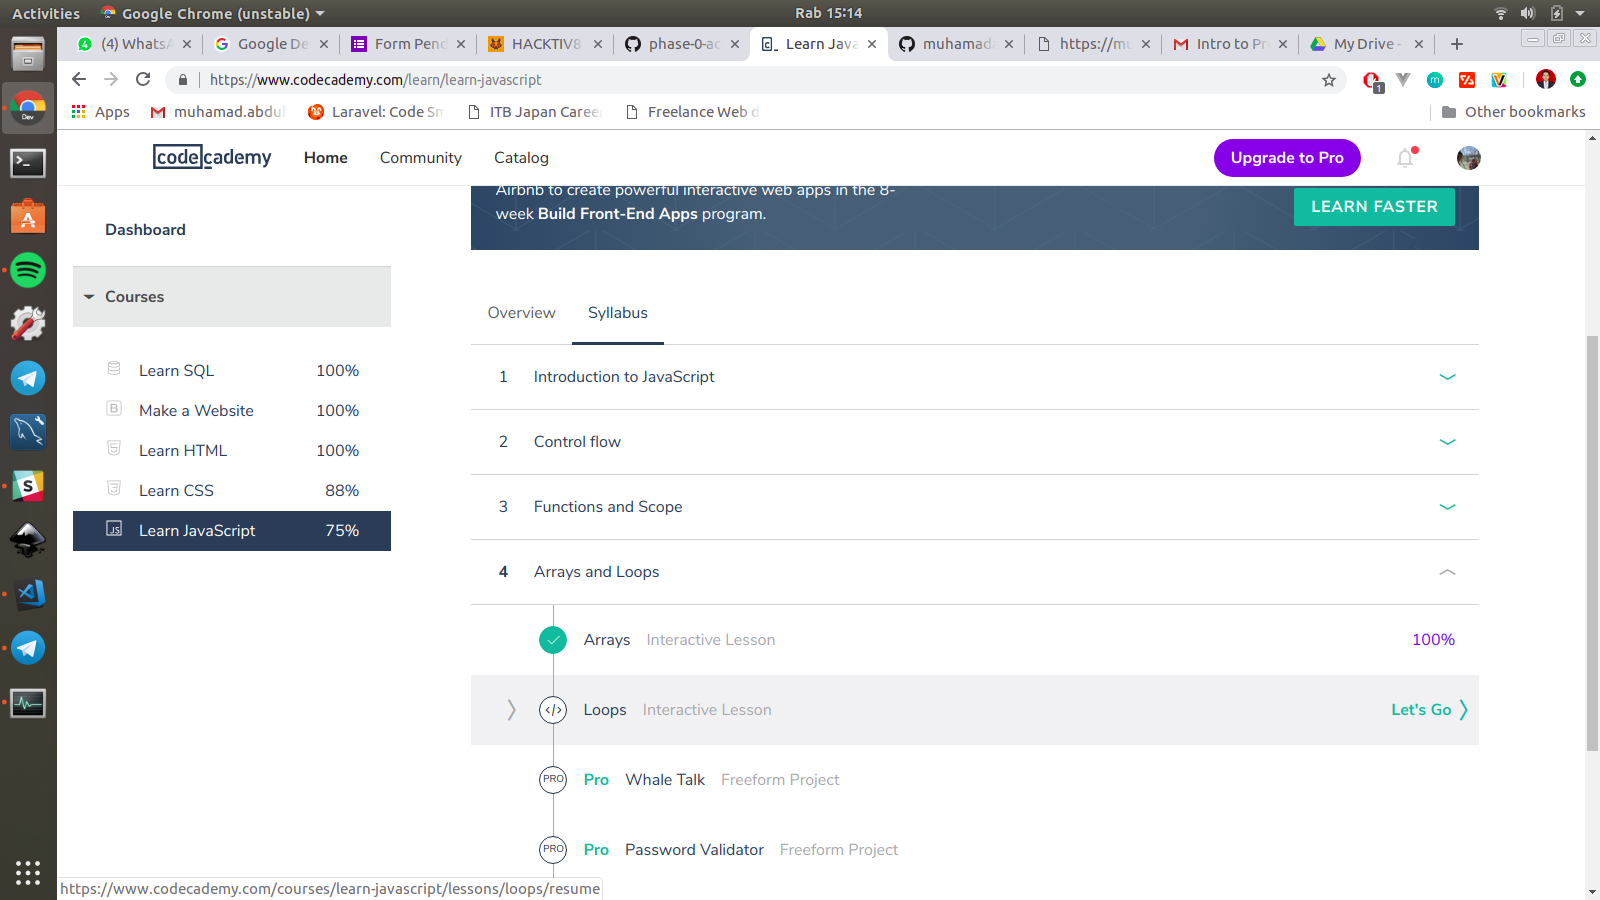 Activities Google Chrome (unstable) Rab 15:14
(4) WhatsA Google De Form Pend HACKTIV8 phase-0-ac Learn Java muhamada https://mu Intro to Pr My Drive -
https://www.codecademy.com/learn/learn-javascript
1
Apps muhamad.abdul Laravel: Code Sm ITB Japan Caree Freelance Web d Other bookmarks
Dev
codecademy Home Community Catalog Upgrade to Pro
Airbnb to create powerful interactive web apps in the 8-
week Build Front-End Apps program.
LEARN FASTER
Dashboard
Courses
Learn SQL 100%
Make a Website 100%
Learn HTML 100%
Learn CSS 88%
JS Learn JavaScript 75%
Overview Syllabus
1 Introduction to JavaScript
2 Control flow
3 Functions and Scope
4 Arrays and Loops
Arrays Interactive Lesson 100%
</> Loops Interactive Lesson Let's Go
PRO Pro Whale Talk Freeform Project
PRO Pro Password Validator Freeform Project
https://www.codecademy.com/courses/learn-javascript/lessons/loops/resume